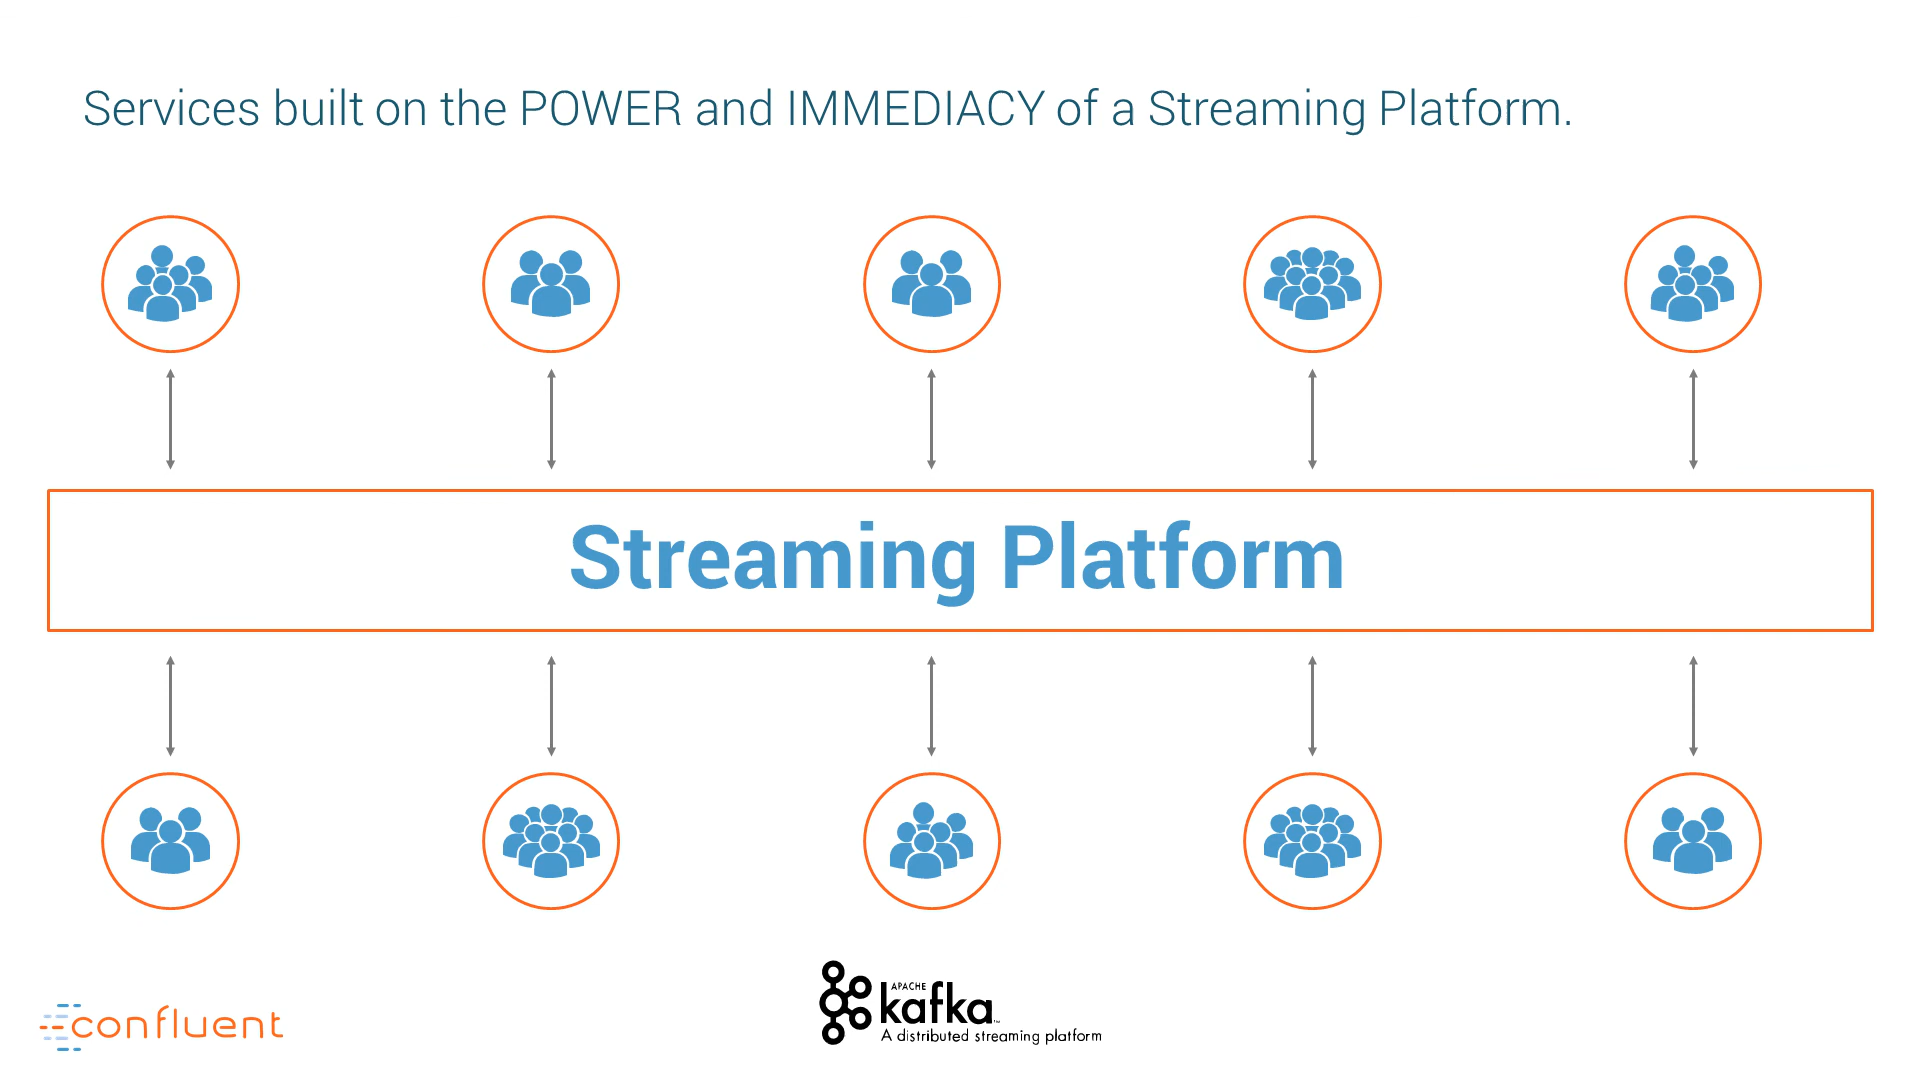 Services built on the POWER and IMMEDIACY of a Streaming Platform.
Streaming Platform
confluent
APACHE
kafka
A distributed streaming platform